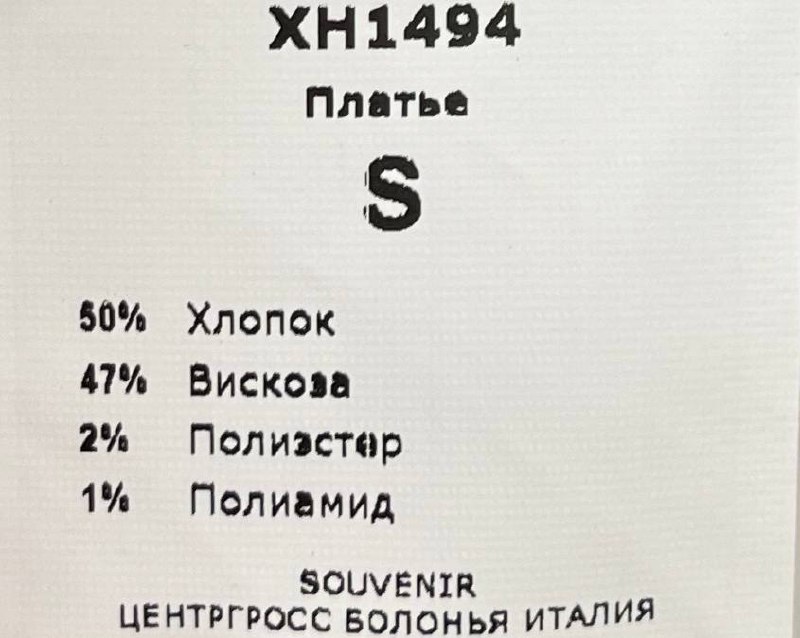 XH1494
Платье
S
50% Хлопок
47% Вискоза
2% Полиэстер
1% Полиамид
SOUVENIR
ЦЕНТРГРОСС БОЛОНЬЯ ИТАЛИЯ